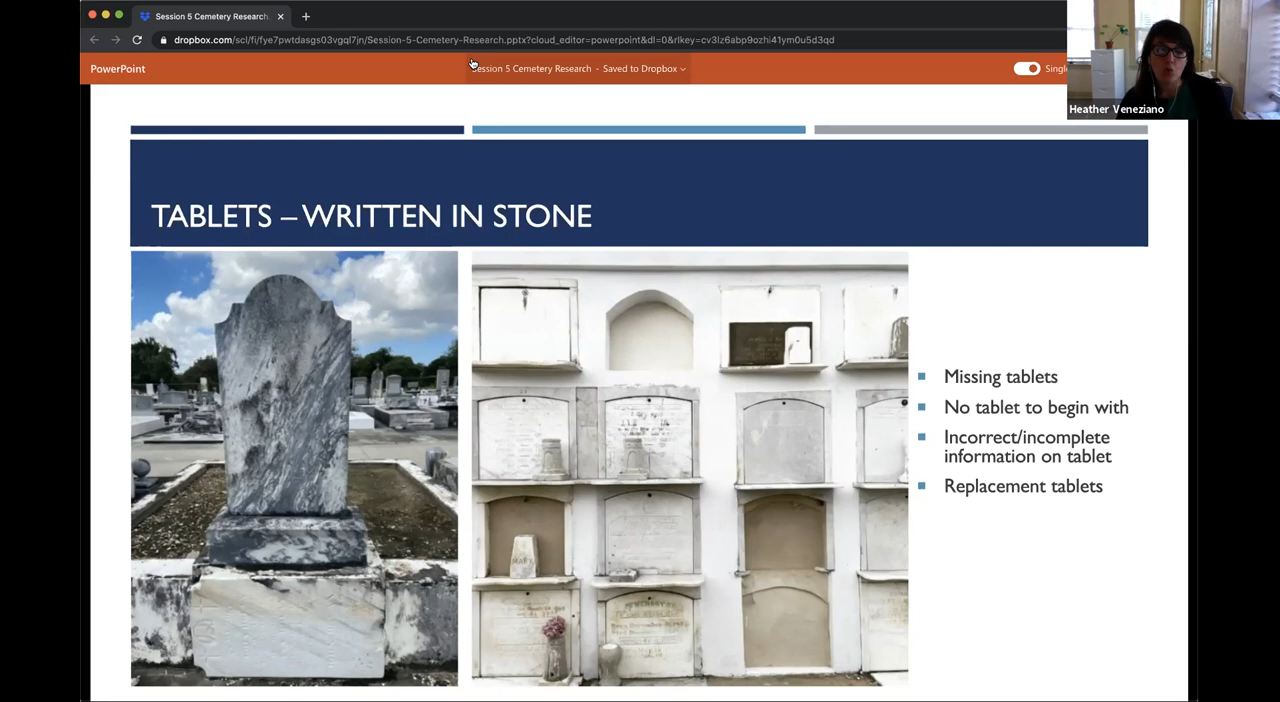 Session 5 Cemetery Research.
dropbox.com/scl/fi/fye7pwtdasgs03vgql7jn/Session-5-Cemetery-Research.pptx?cloud_editor=powerpoint&dl=0&rlkey=cv3lz6abp9ozhi41ym0u5d3qd
PowerPoint
Session 5 Cemetery Research - Saved to Dropbox
Singl
Heather Veneziano
TABLETS – WRITTEN IN STONE
Missing tablets
No tablet to begin with
Incorrect/incomplete
information on tablet
Replacement tablets